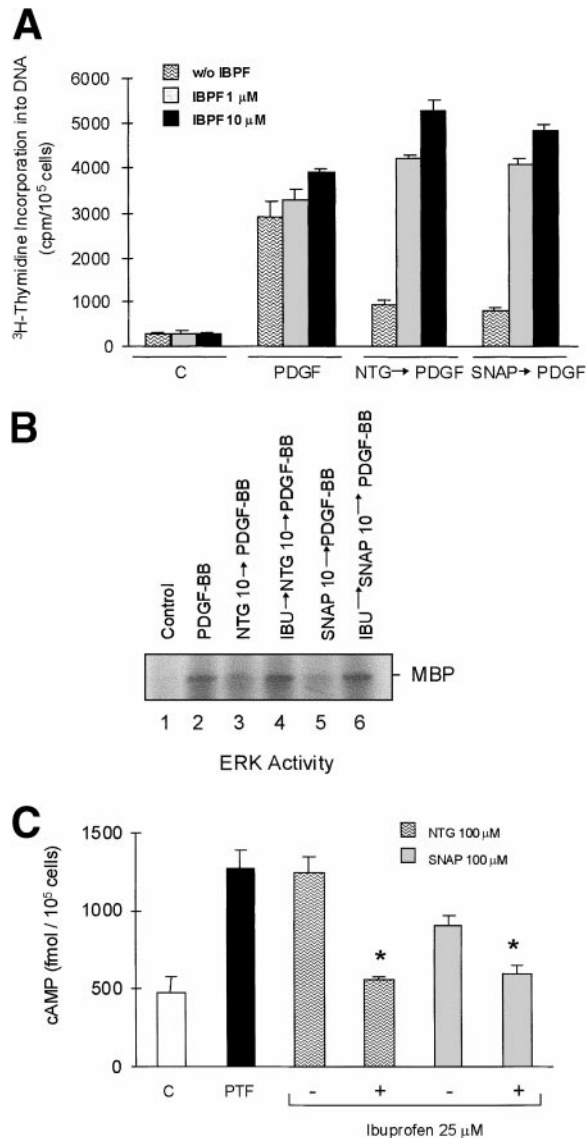 A
³H-Thymidine Incorporation into DNA
(cpm/10⁵ cells)
6000
5000
4000
3000
2000
1000
0
w/o IBPF
IBPF 1 μM
IBPF 10 μM
C
PDGF
NTG→ PDGF
SNAP→ PDGF
B
Control
PDGF-BB
NTG 10→ PDGF-BB
IBU→NTG 10→PDGF-BB
SNAP 10→PDGF-BB
IBU→SNAP 10→ PDGF-BB
MBP
1 2 3 4 5 6
ERK Activity
C
cAMP (fmol / 10⁵ cells)
1500
1000
500
0
NTG 100 μM
SNAP 100 μM
* *
C PTF - + - +
Ibuprofen 25 μM